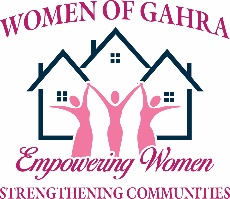 WOMEN OF GAHRA
Empowering Women
STRENGTHENING COMMUNITIES